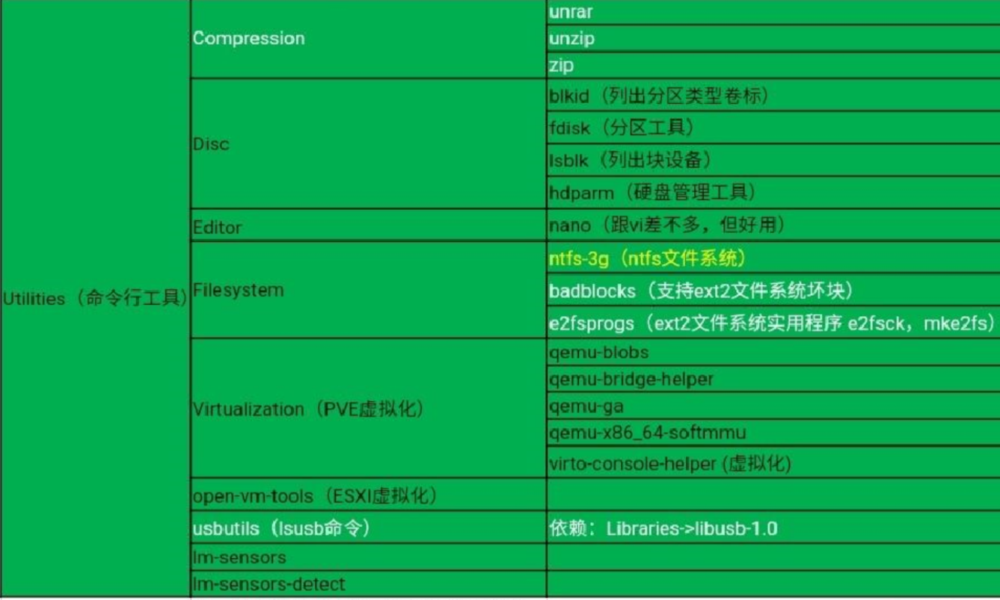 Utilities（命令行工具）
Compression
unrar
unzip
zip
Disc
blkid（列出分区类型卷标）
fdisk（分区工具）
lsblk（列出块设备）
hdparm（硬盘管理工具）
Editor
nano（跟vi差不多，但好用）
Filesystem
ntfs-3g（ntfs文件系统）
badblocks（支持ext2文件系统坏块）
e2fsprogs（ext2文件系统实用程序 e2fsck，mke2fs）
Virtualization（PVE虚拟化）
qemu-blobs
qemu-bridge-helper
qemu-ga
qemu-x86_64-softmmu
virto-console-helper (虚拟化)
open-vm-tools（ESXI虚拟化）
usbutils（lsusb命令）
依赖：Libraries->libusb-1.0
lm-sensors
lm-sensors-detect